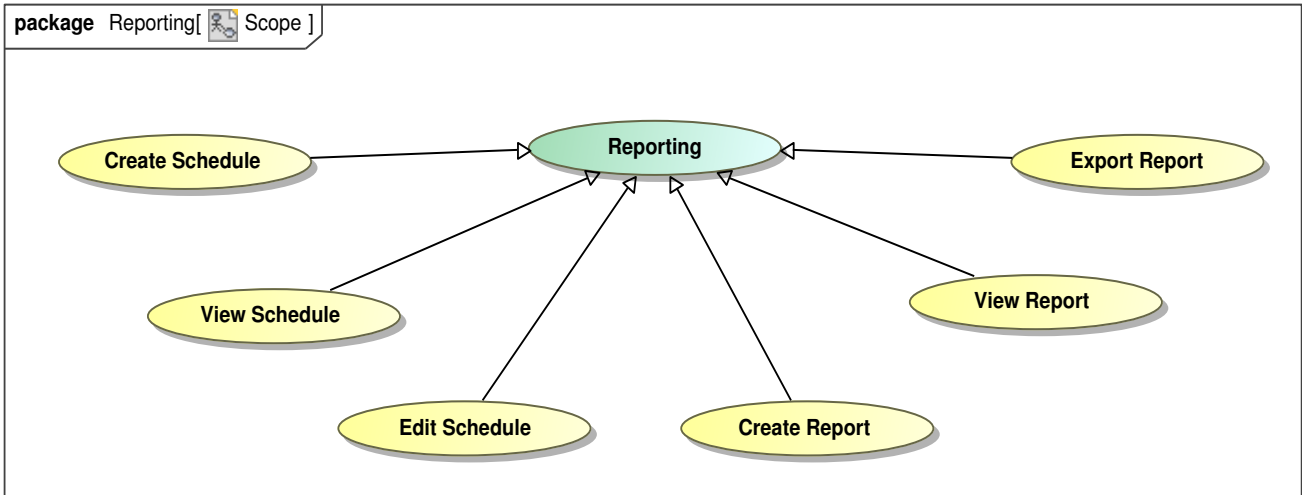 package Reporting[ Scope ]
Reporting
Create Schedule
Export Report
View Schedule
View Report
Edit Schedule
Create Report